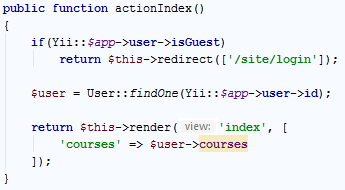 public function actionIndex()
{
    if(Yii::$app->user->isGuest)
        return $this->redirect(['/site/login']);

    $user = User::findOne(Yii::$app->user->id);

    return $this->render( view: 'index', [
        'courses' => $user->courses
    ]);
}